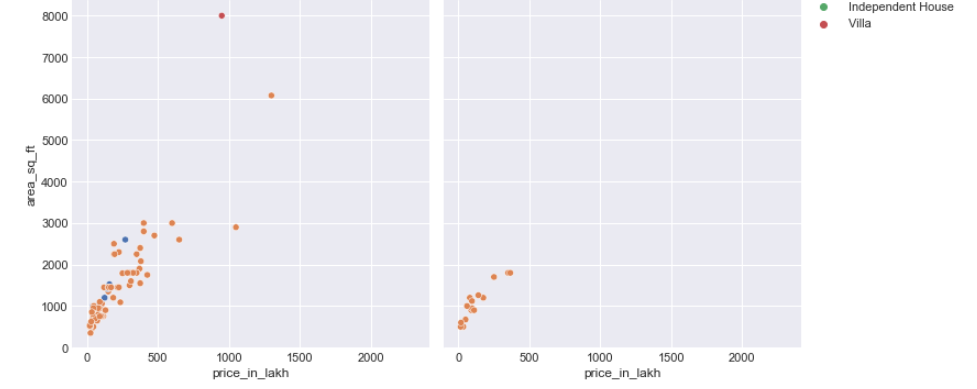 Independent House
Villa
8000
7000
6000
5000
4000
3000
2000
1000
0
area_sq_ft
0 500 1000 1500 2000
price_in_lakh
0 500 1000 1500 2000
price_in_lakh